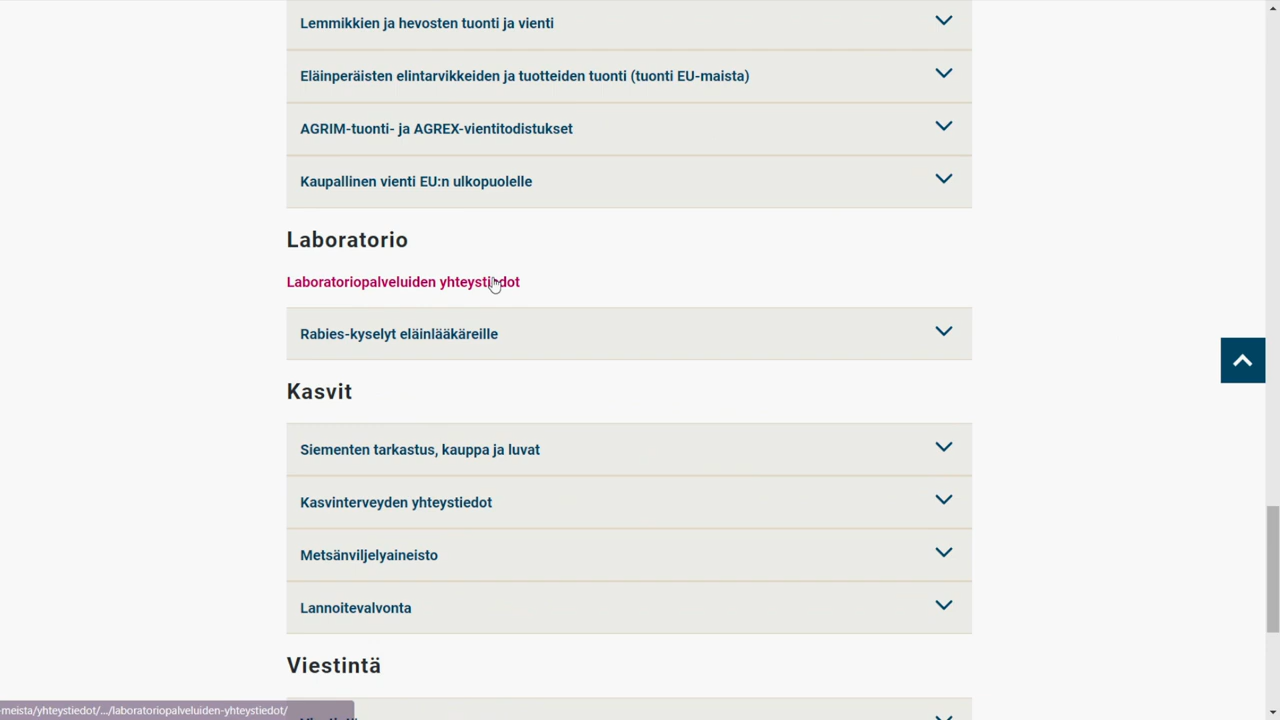 Lemmikkien ja hevosten tuonti ja vienti
Eläinperäisten elintarvikkeiden ja tuotteiden tuonti (tuonti EU-maista)
AGRIM-tuonti- ja AGREX-vientitodistukset
Kaupallinen vienti EU:n ulkopuolelle
Laboratorio
Laboratoriopalveluiden yhteystiedot
Rabies-kyselyt eläinlääkäreille
Kasvit
Siementen tarkastus, kauppa ja luvat
Kasvinterveyden yhteystiedot
Metsänviljelyaineisto
Lannoitevalvonta
Viestintä
-meista/yhteystiedot/.../laboratoriopalveluiden-yhteystiedot/